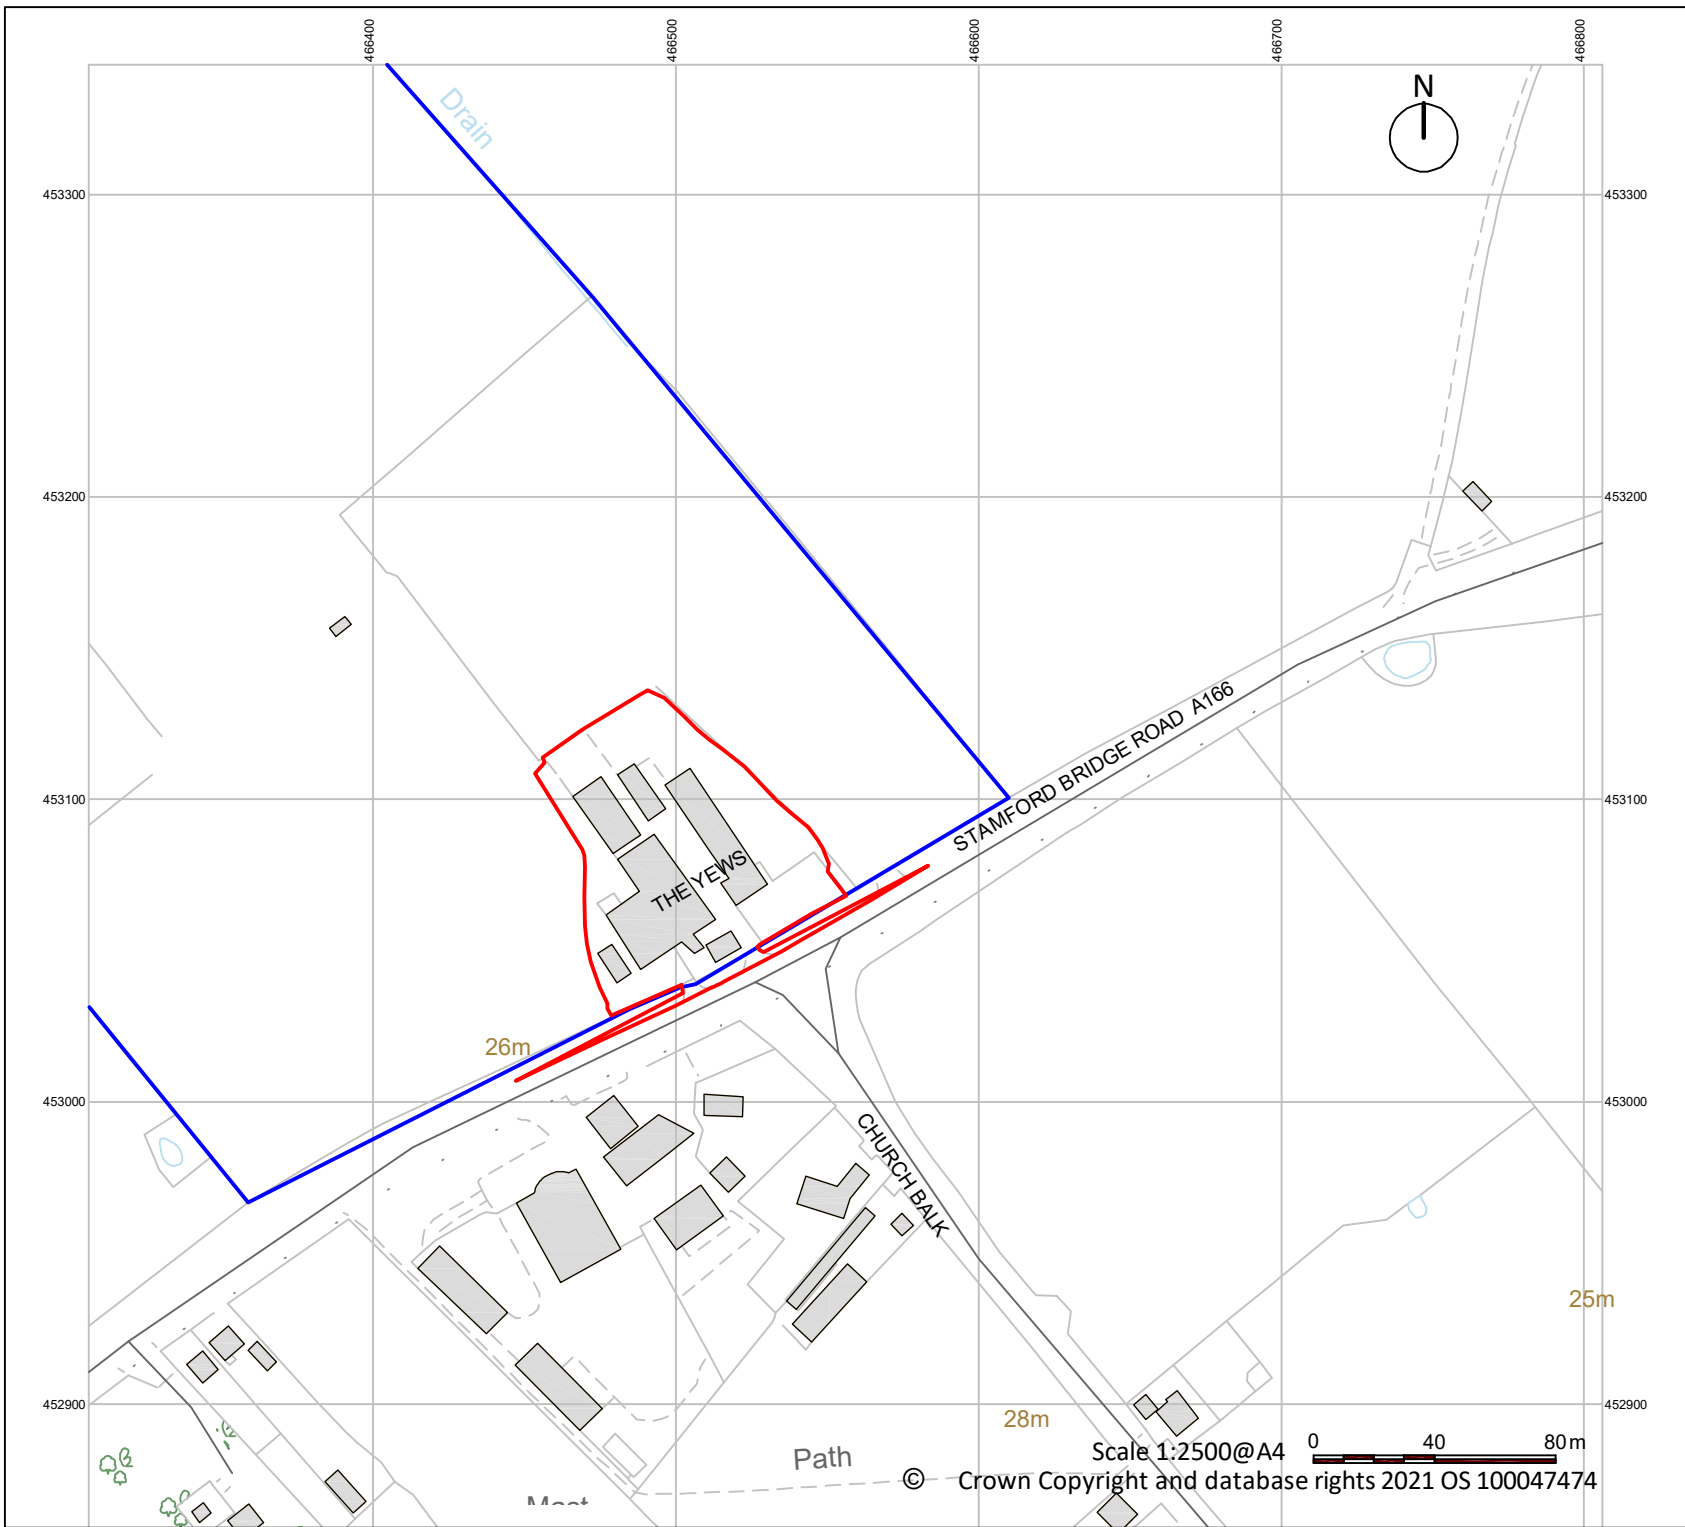 466400
466500
466600
466700
466800
N
Drain
453300
453300
453200
453200
STAMFORD BRIDGE ROAD A166
453100
453100
THE YEWS
26m
453000
453000
CHURCH BALK
25m
452900
452900
28m
Scale 1:2500@A4
0 40 80m
Path
© Crown Copyright and database rights 2021 OS 100047474